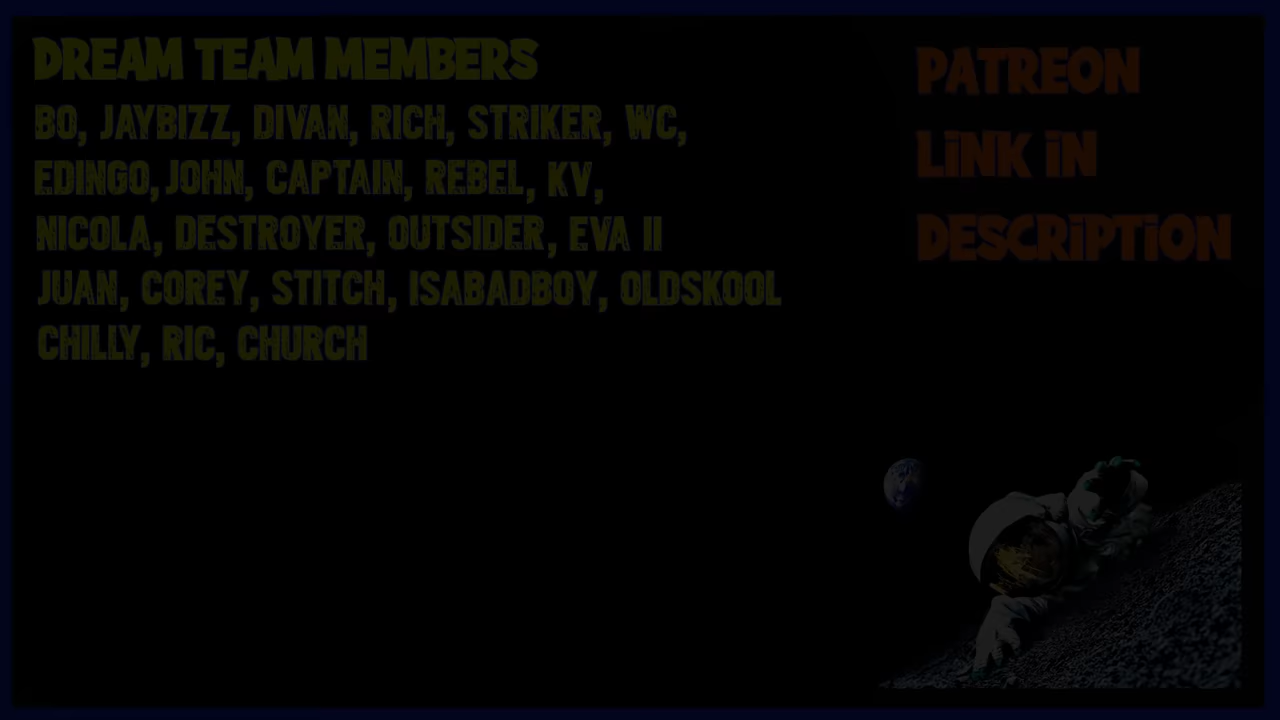 DREAM TEAM MEMBERS
BO, JAYBIZZ, DIVAN, RICH, STRIKER, WC,
EDINGO, JOHN, CAPTAIN, REBEL, KV,
NICOLA, DESTROYER, OUTSIDER, EVA II
JUAN, COREY, STITCH, ISABADBOY, OLDSKOOL
CHILLY, RIC, CHURCH
PATREON
LiNK iN
DESCRiPTiON